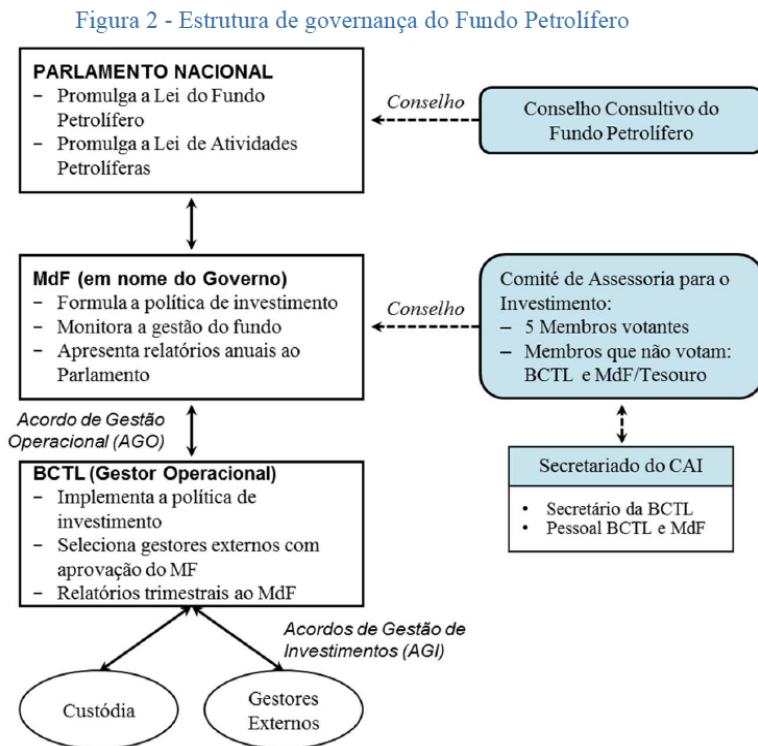 Figura 2 - Estrutura de governança do Fundo Petrolífero
PARLAMENTO NACIONAL
– Promulga a Lei do Fundo
Petrolífero
– Promulga a Lei de Atividades
Petrolíferas
Conselho
Conselho Consultivo do
Fundo Petrolífero
MdF (em nome do Governo)
– Formula a política de investimento
– Monitora a gestão do fundo
– Apresenta relatórios anuais ao
Parlamento
Conselho
Comité de Assessoria para o
Investimento:
– 5 Membros votantes
– Membros que não votam:
BCTL e MdF/Tesouro
Acordo de Gestão
Operacional (AGO)
BCTL (Gestor Operacional)
– Implementa a política de
investimento
– Seleciona gestores externos com
aprovação do MF
– Relatórios trimestrais ao MdF
Secretariado do CAI
• Secretário da BCTL
• Pessoal BCTL e MdF
Acordos de Gestão de
Investimentos (AGI)
Custódia
Gestores
Externos